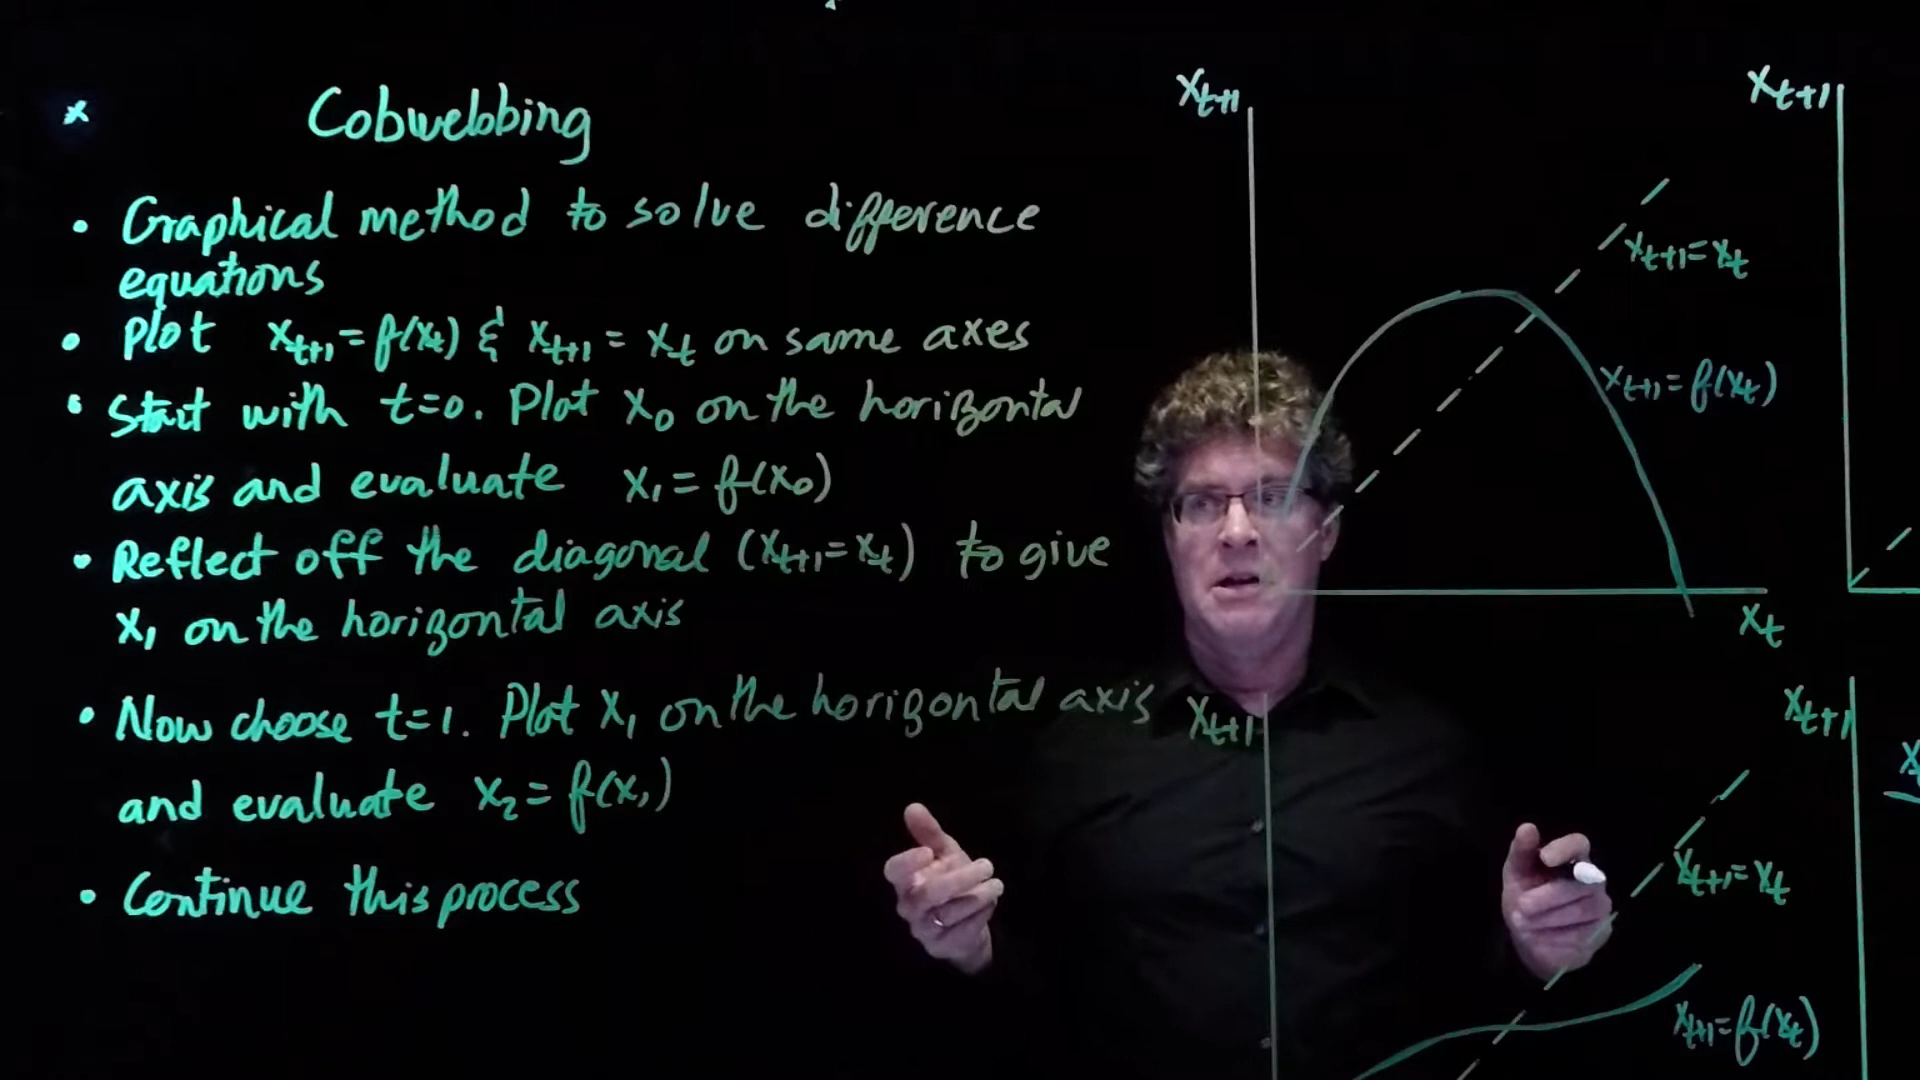 Cobwebbing
• Graphical method to solve difference
equations
• Plot x_{t+1} = f(x_t) & x_{t+1} = x_t on same axes
• Start with t=0. Plot x_0 on the horizontal
axis and evaluate x_1 = f(x_0)
• Reflect off the diagonal (x_{t+1}=x_t) to give
x_1 on the horizontal axis
• Now choose t=1. Plot x_1 on the horizontal axis
and evaluate x_2 = f(x_1)
• Continue this process
x_{t+1}
x_{t+1}=x_t
x_{t+1}=f(x_t)
x_t
x_{t+1}
x_{t+1}
x_{t+1}=x_t
x_{t+1}=f(x_t)
x_{t+1}